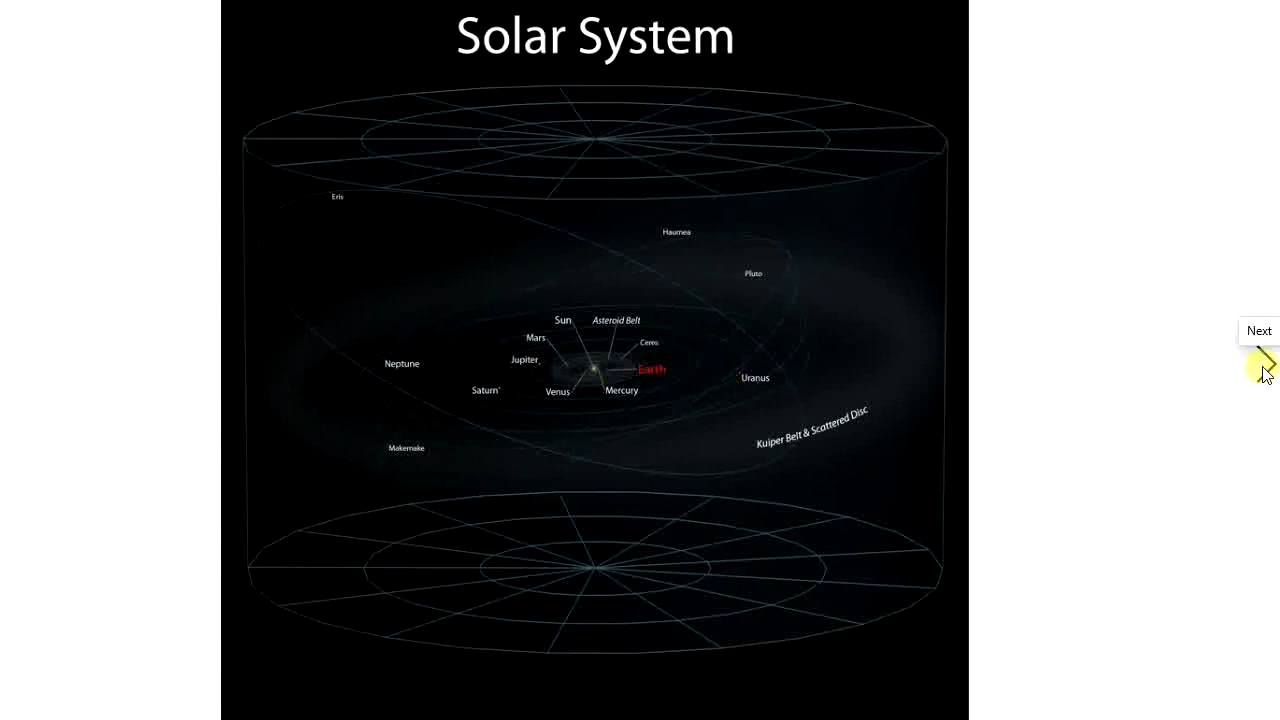 Solar System
Eris
Haumea
Pluto
Sun
Asteroid Belt
Mars
Ceres
Jupiter
Neptune
Earth
Uranus
Saturn
Venus
Mercury
Kuiper Belt & Scattered Disc
Makemake
Next